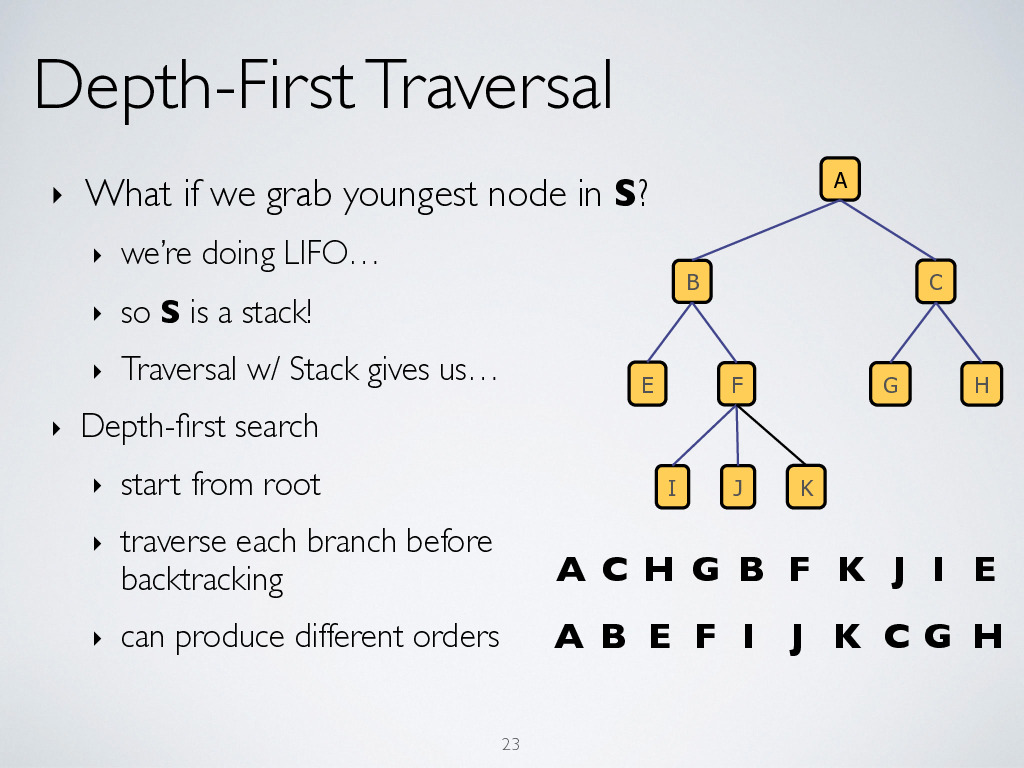 Depth-First Traversal
‣ What if we grab youngest node in S?
‣ we're doing LIFO…
‣ so S is a stack!
‣ Traversal w/ Stack gives us…
‣ Depth-first search
‣ start from root
‣ traverse each branch before
backtracking
‣ can produce different orders
A
B C
E F G H
I J K
A C H G B F K J I E
A B E F I J K C G H
23